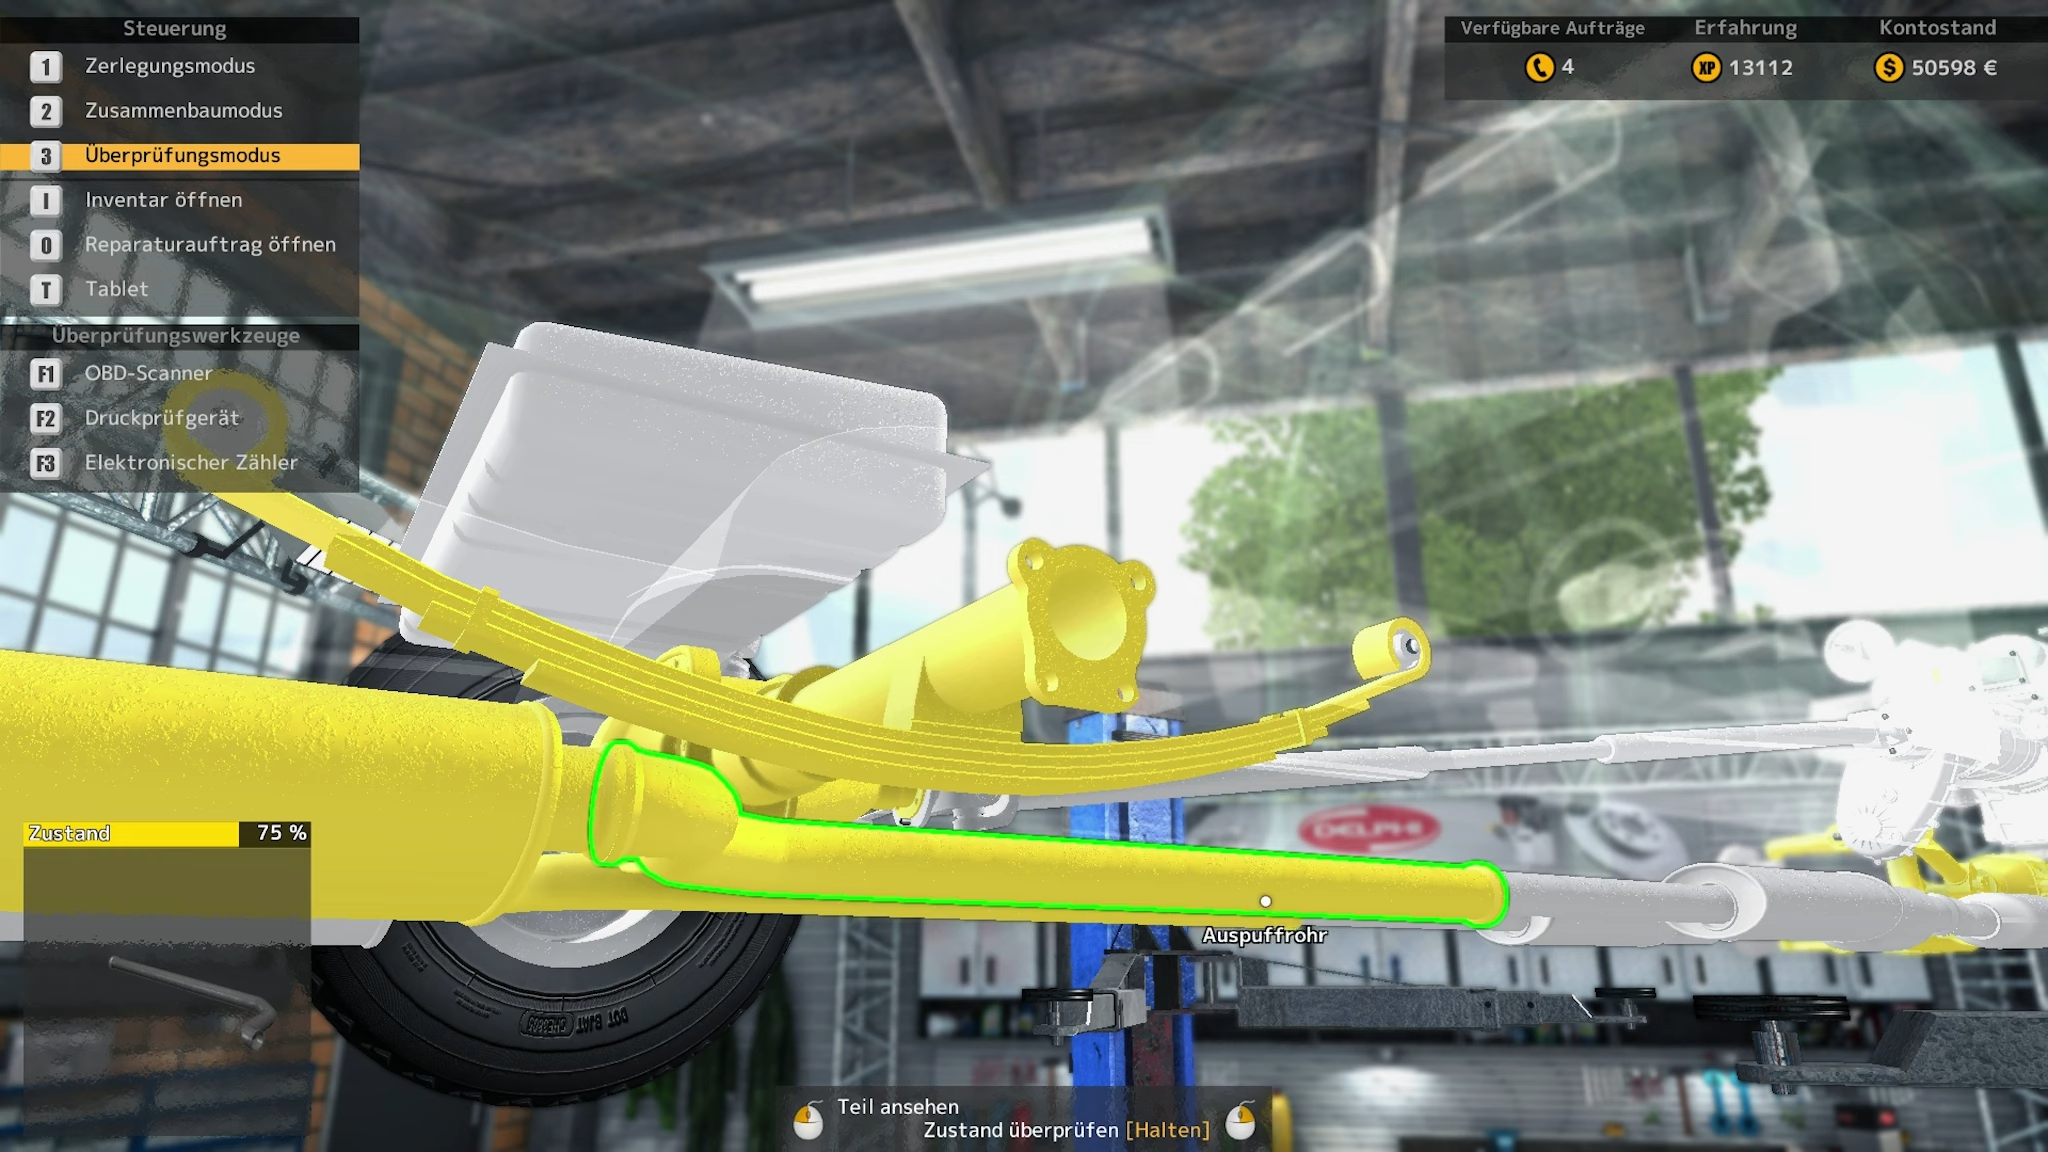 Steuerung
1 Zerlegungsmodus
2 Zusammenbaumodus
3 Überprüfungsmodus
I Inventar öffnen
O Reparaturauftrag öffnen
T Tablet
Überprüfungswerkzeuge
F1 OBD-Scanner
F2 Druckprüfgerät
F3 Elektronischer Zähler
Verfügbare Aufträge Erfahrung Kontostand
4 XP 13112 $ 50598 €
DELPHI
Zustand 75 %
Auspuffrohr
Teil ansehen
Zustand überprüfen [Halten]